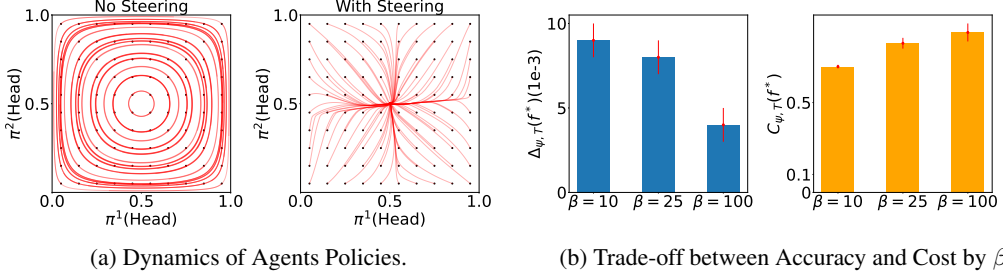 No Steering
With Steering
1.0
0.5
0.0
0.5
1.0
π¹(Head)
π²(Head)
1.0
0.5
0.0
0.5
1.0
π¹(Head)
π²(Head)
10
5
0
Δψ,T(f*)(1e-3)
β = 10
β = 25
β = 100
0.5
0.1
0
Cψ,T(f*)
β = 10
β = 25
β = 100
(a) Dynamics of Agents Policies.
(b) Trade-off between Accuracy and Cost by β